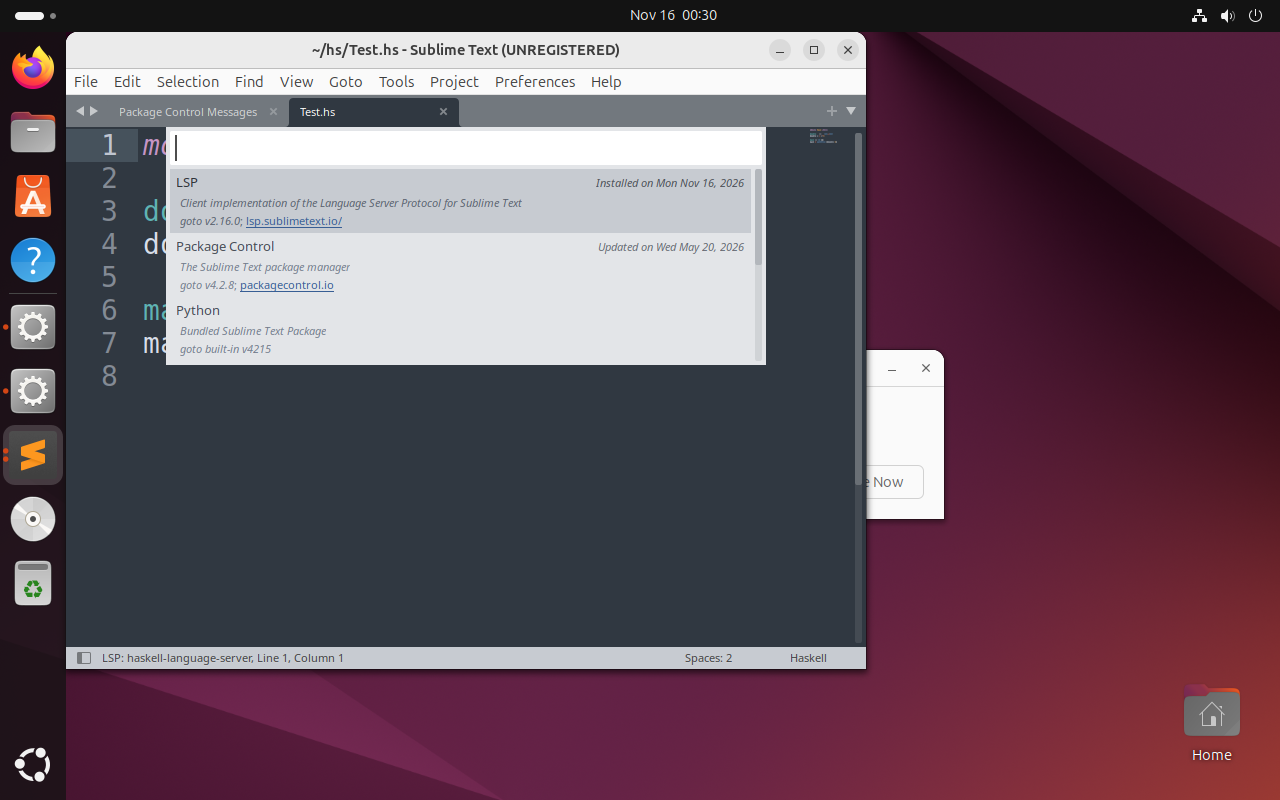 Nov 16 00:30
~/hs/Test.hs - Sublime Text (UNREGISTERED)
File Edit Selection Find View Goto Tools Project Preferences Help
Package Control Messages
Test.hs
1
2
3
4
5
6
7
8
LSP
Installed on Mon Nov 16, 2026
Client implementation of the Language Server Protocol for Sublime Text
goto v2.16.0; lsp.sublimetext.io/
Package Control
Updated on Wed May 20, 2026
The Sublime Text package manager
goto v4.2.8; packagecontrol.io
Python
Bundled Sublime Text Package
goto built-in v4215
Now
LSP: haskell-language-server, Line 1, Column 1
Spaces: 2
Haskell
Home